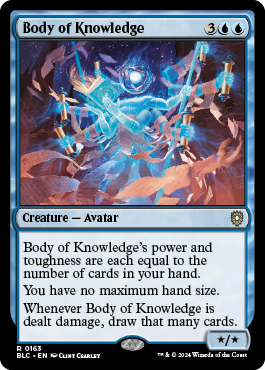 Body of Knowledge 3
Creature — Avatar
Body of Knowledge's power and
toughness are each equal to the
number of cards in your hand.
You have no maximum hand size.
Whenever Body of Knowledge is
dealt damage, draw that many cards.
*/*
R 0163
BLC • EN Clint Cearley
™ & © 2024 Wizards of the Coast